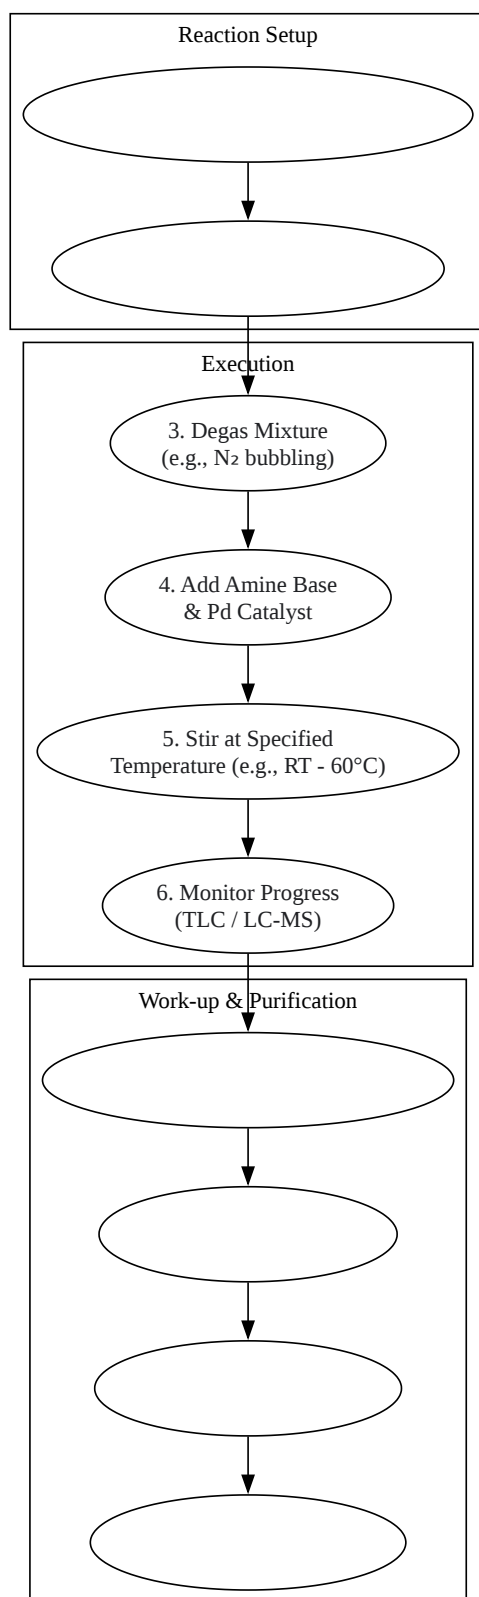 Reaction Setup
Execution
3. Degas Mixture
(e.g., N₂ bubbling)
4. Add Amine Base
& Pd Catalyst
5. Stir at Specified
Temperature (e.g., RT - 60°C)
6. Monitor Progress
(TLC / LC-MS)
Work-up & Purification